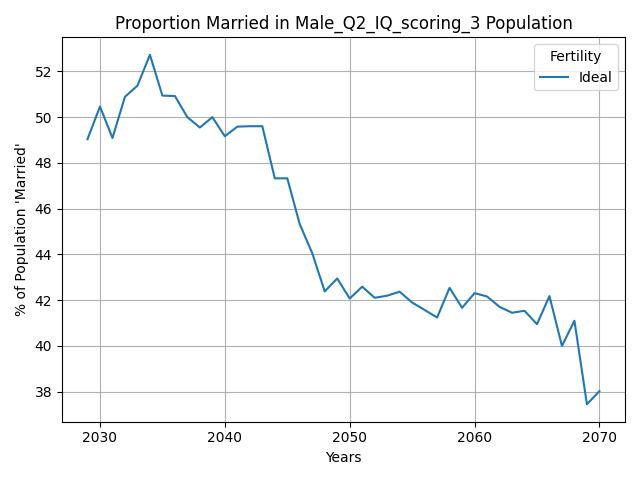 Proportion Married in Male_Q2_IQ_scoring_3 Population
Fertility
Ideal
% of Population 'Married'
52
50
48
46
44
42
40
38
2030 2040 2050 2060 2070
Years